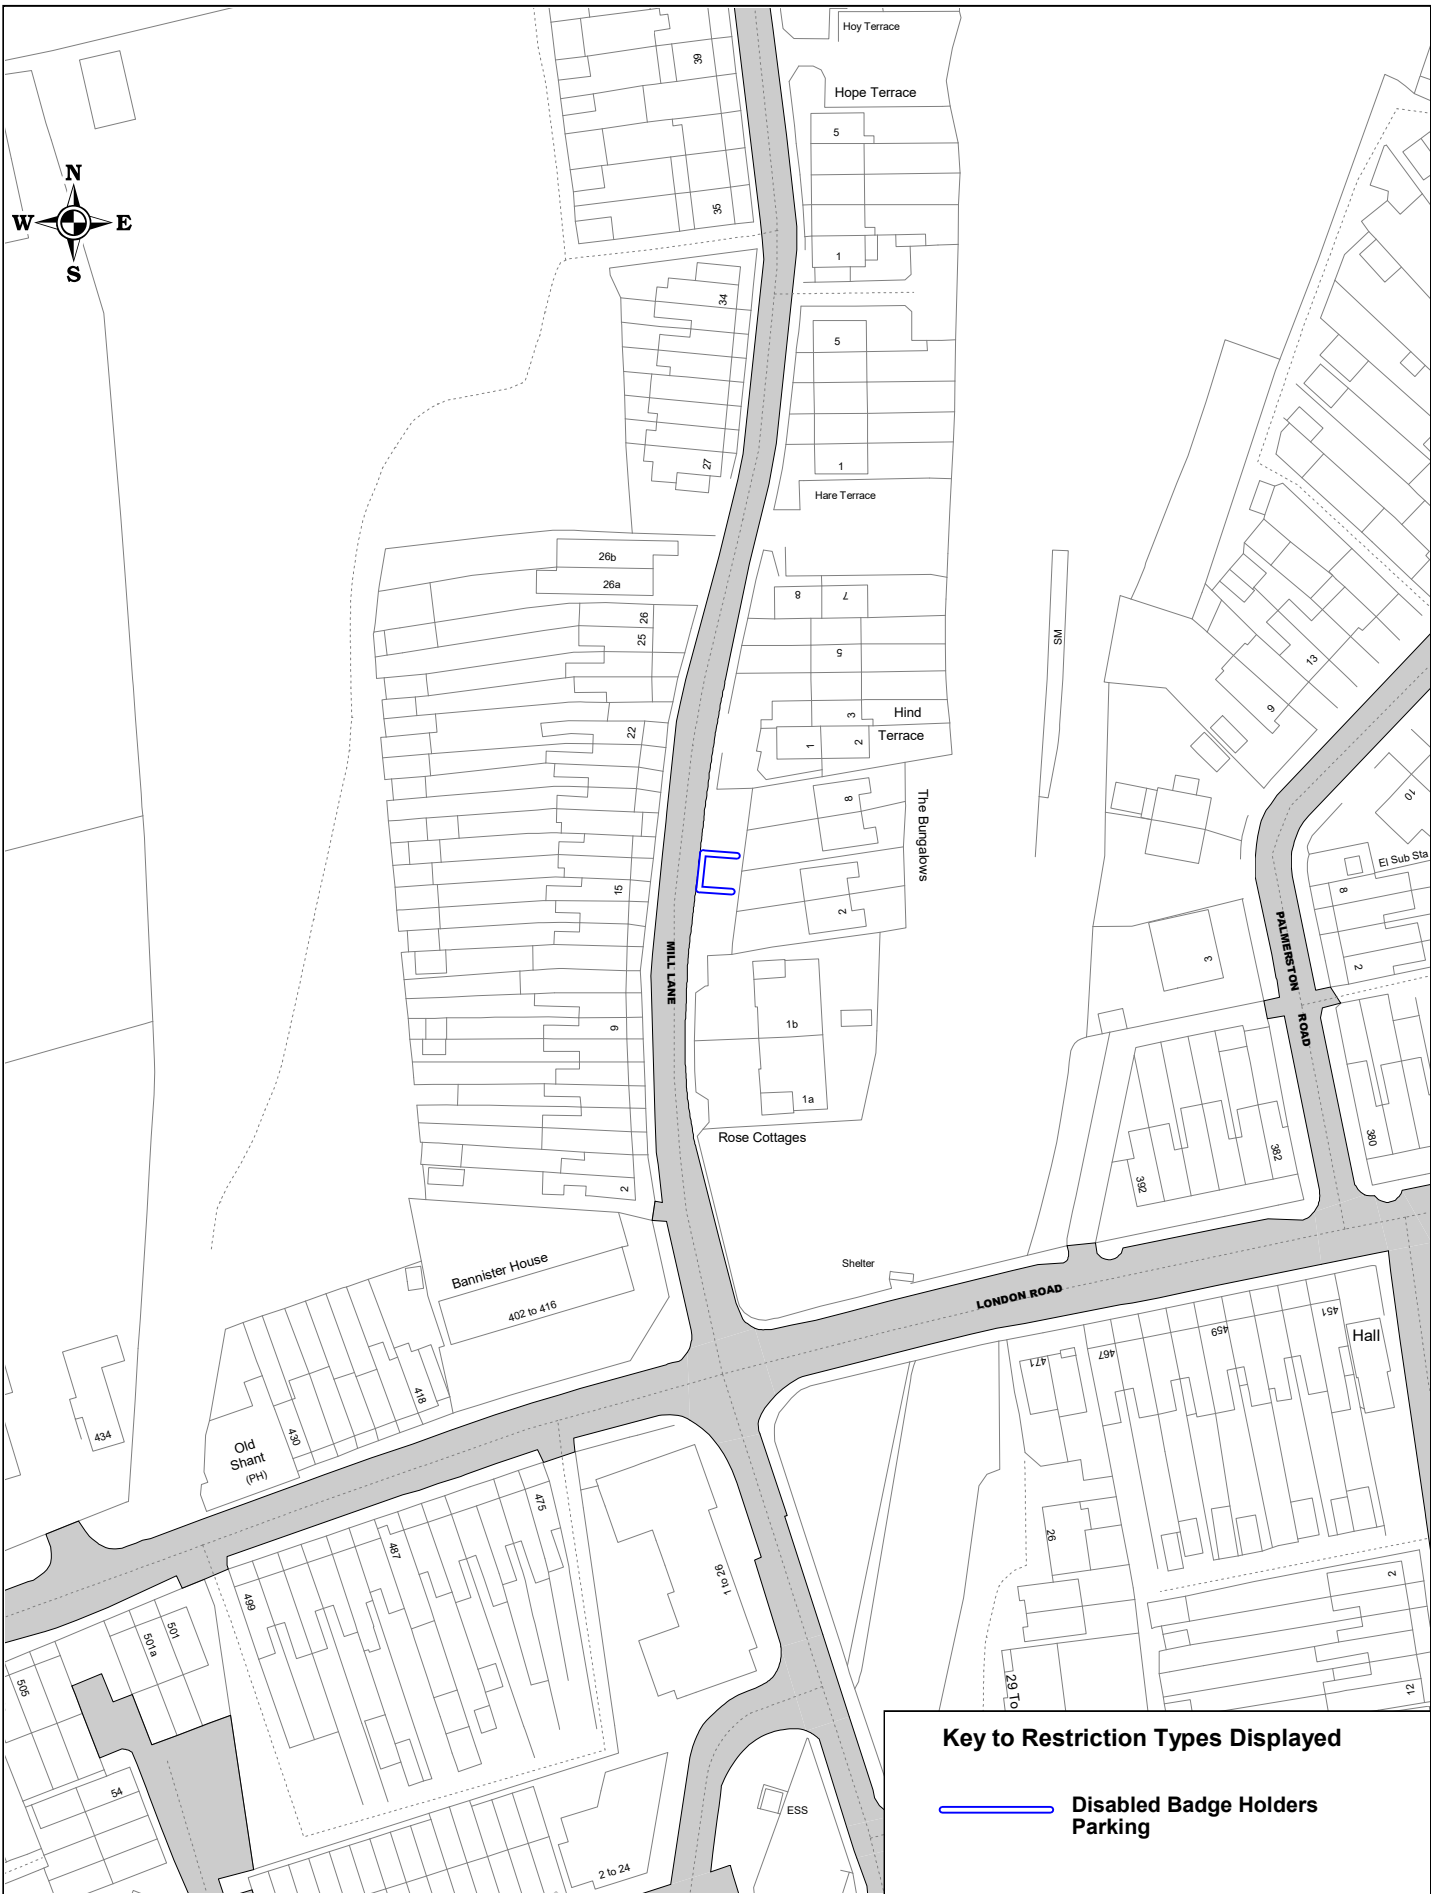 Hoy Terrace
39
Hope Terrace
5
N
W E
S
35
1
34
5
27
1
Hare Terrace
26b
26a
8
7
26
25
5
SM
13
9
3
Hind
22
1
2
Terrace
8
The Bungalows
10
El Sub Sta
8
15
2
PALMERSTON
ROAD
3
2
MILL LANE
1b
9
1a
Rose Cottages
380
382
392
2
Shelter
Bannister House
402 to 416
LONDON ROAD
451
459
467
471
Hall
418
430
434
Old
Shant
(PH)
475
487
499
26
1 to 26
2
501
501a
505
29 To
12
54
ESS
2 to 24
Key to Restriction Types Displayed
Disabled Badge Holders
Parking